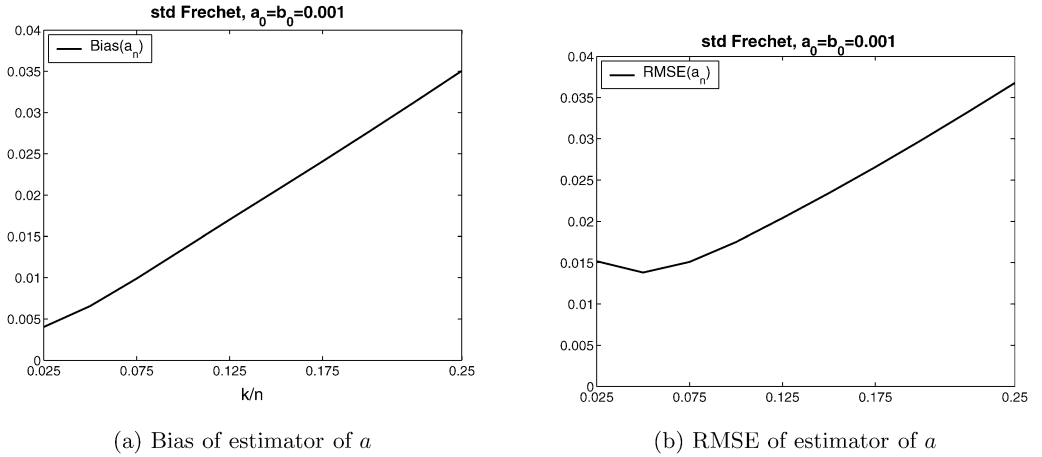 std Frechet, a0=b0=0.001
Bias(an)
0.04
0.035
0.03
0.025
0.02
0.015
0.01
0.005
0
0.025 0.075 0.125 0.175 0.25
k/n
(a) Bias of estimator of a
std Frechet, a0=b0=0.001
RMSE(an)
0.04
0.035
0.03
0.025
0.02
0.015
0.01
0.005
0
0.025 0.075 0.125 0.175 0.25
(b) RMSE of estimator of a